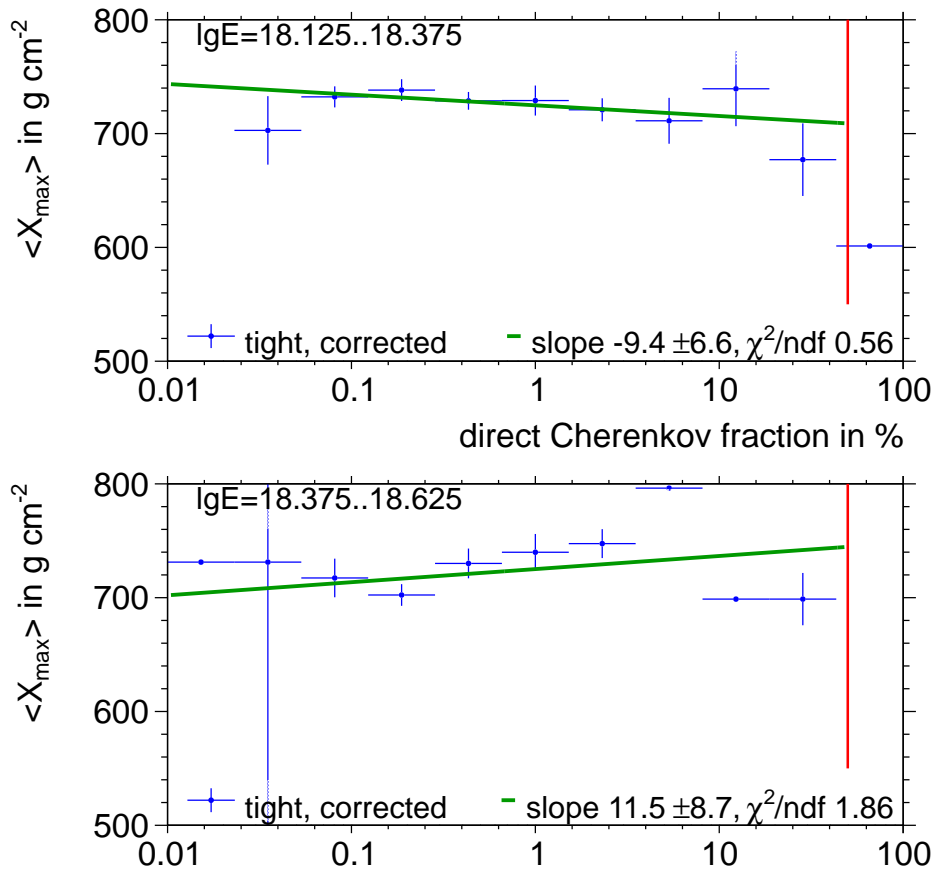 lgE=18.125..18.375
<X_max> in g cm^-2
800
700
600
500
tight, corrected
slope -9.4 ±6.6, χ²/ndf 0.56
0.01 0.1 1 10 100
direct Cherenkov fraction in %
lgE=18.375..18.625
<X_max> in g cm^-2
800
700
600
500
tight, corrected
slope 11.5 ±8.7, χ²/ndf 1.86
0.01 0.1 1 10 100